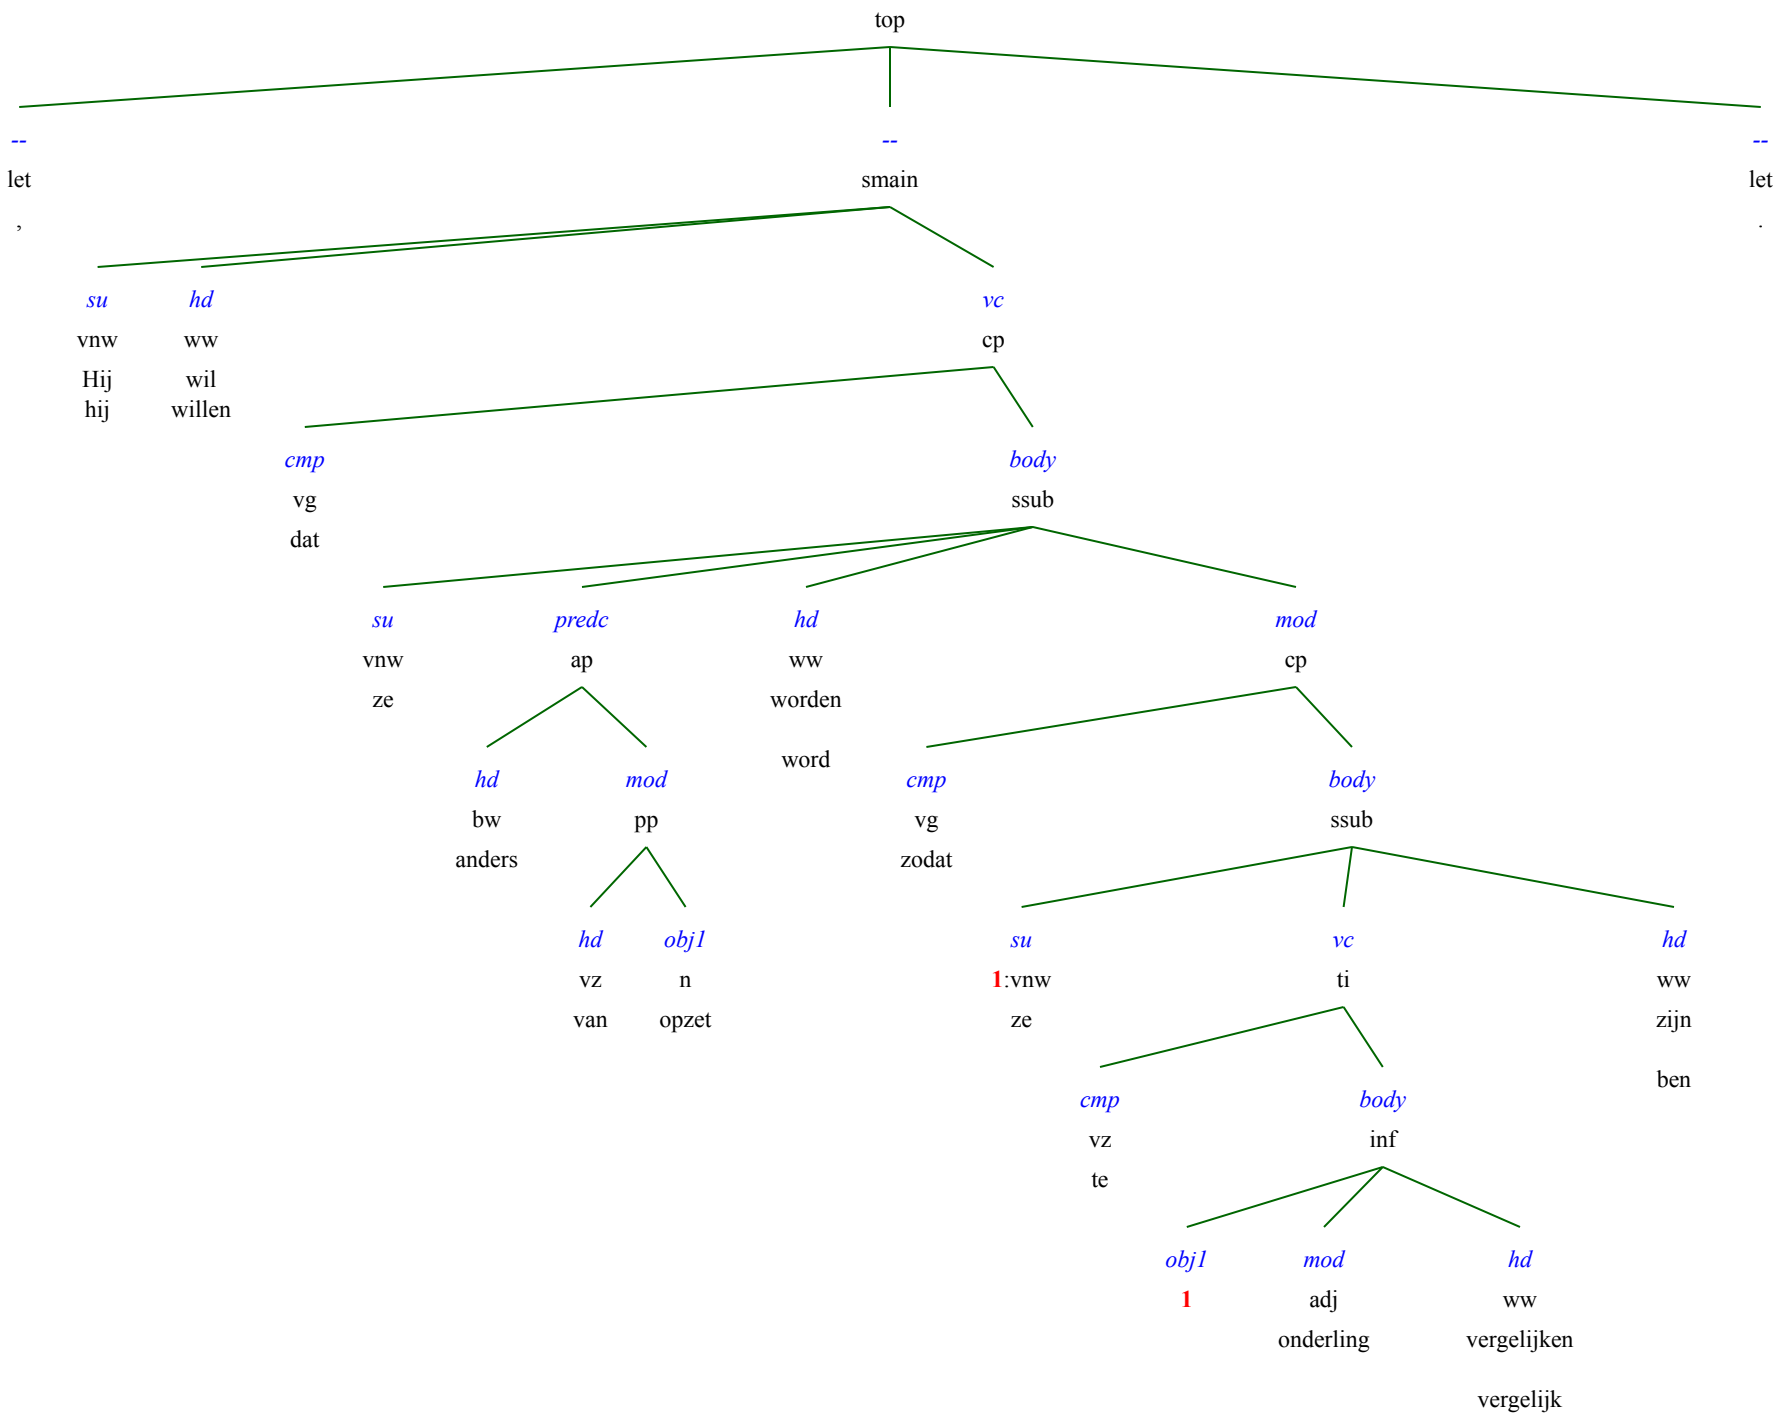 top
-- -- --
let smain let
, .
su hd vc
vnw ww cp
Hij wil
hij willen
cmp body
vg ssub
dat
su predc hd mod
vnw ap ww cp
ze worden
word
hd mod cmp body
bw pp vg ssub
anders zodat
hd obj1 su vc hd
vz n 1:vnw ti ww
van opzet ze zijn
ben
cmp body
vz inf
te
obj1 mod hd
1 adj ww
onderling vergelijken
vergelijk